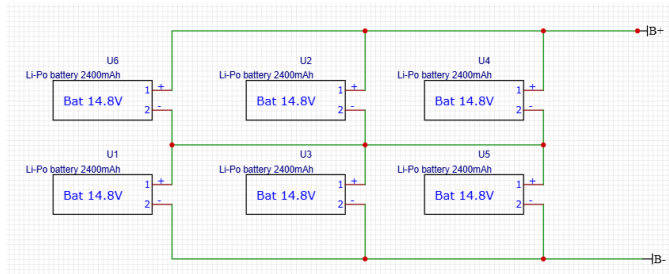 B+
U6
U2
U4
Li-Po battery 2400mAh
Li-Po battery 2400mAh
Li-Po battery 2400mAh
Bat 14.8V
1
+
2
-
Bat 14.8V
1
+
2
-
Bat 14.8V
1
+
2
-
U1
U3
U5
Li-Po battery 2400mAh
Li-Po battery 2400mAh
Li-Po battery 2400mAh
Bat 14.8V
1
+
2
-
Bat 14.8V
1
+
2
-
Bat 14.8V
1
+
2
-
B-